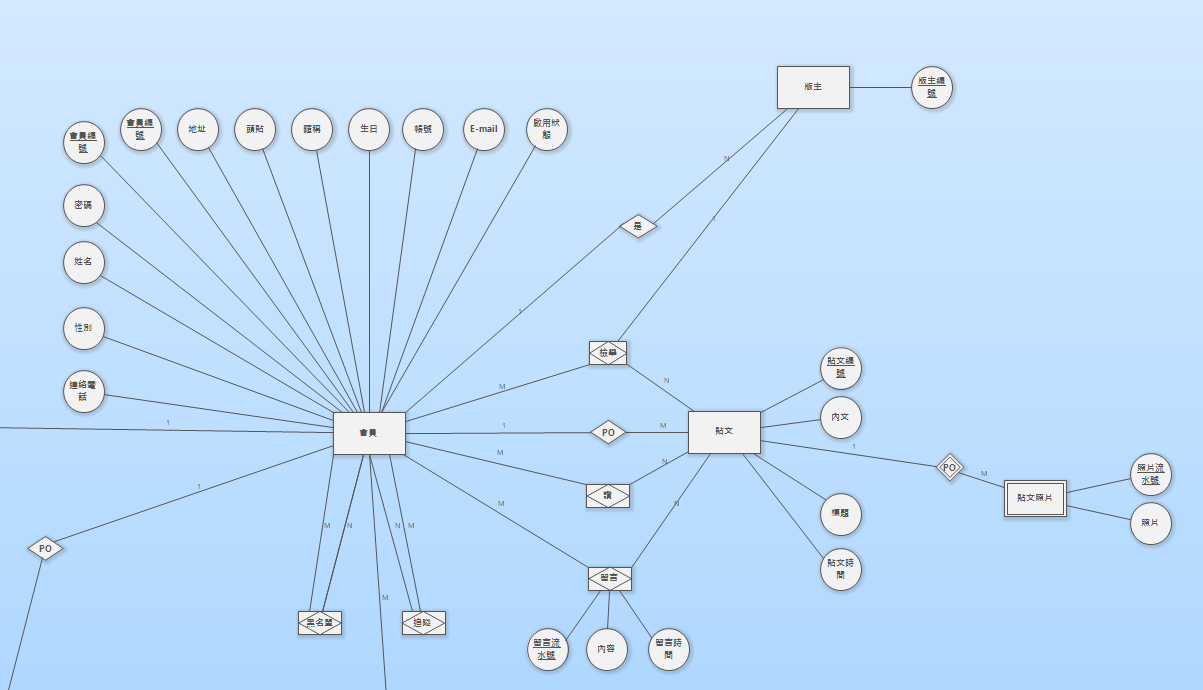 版主
版主編
號
會員編
號
會員編
號
地址
頭貼
暱稱
生日
帳號
E-mail
啟用狀
態
N
密碼
是
1
姓名
1
性別
檢舉
貼文編
號
連絡電
話
M
N
內文
1
會員
1
PO
M
貼文
1
M
N
PO
M
照片流
水號
1
讚
貼文照片
M
N
標題
照片
M
N
N
M
PO
貼文時
間
留言
M
黑名單
追蹤
留言流
水號
內容
留言時
間